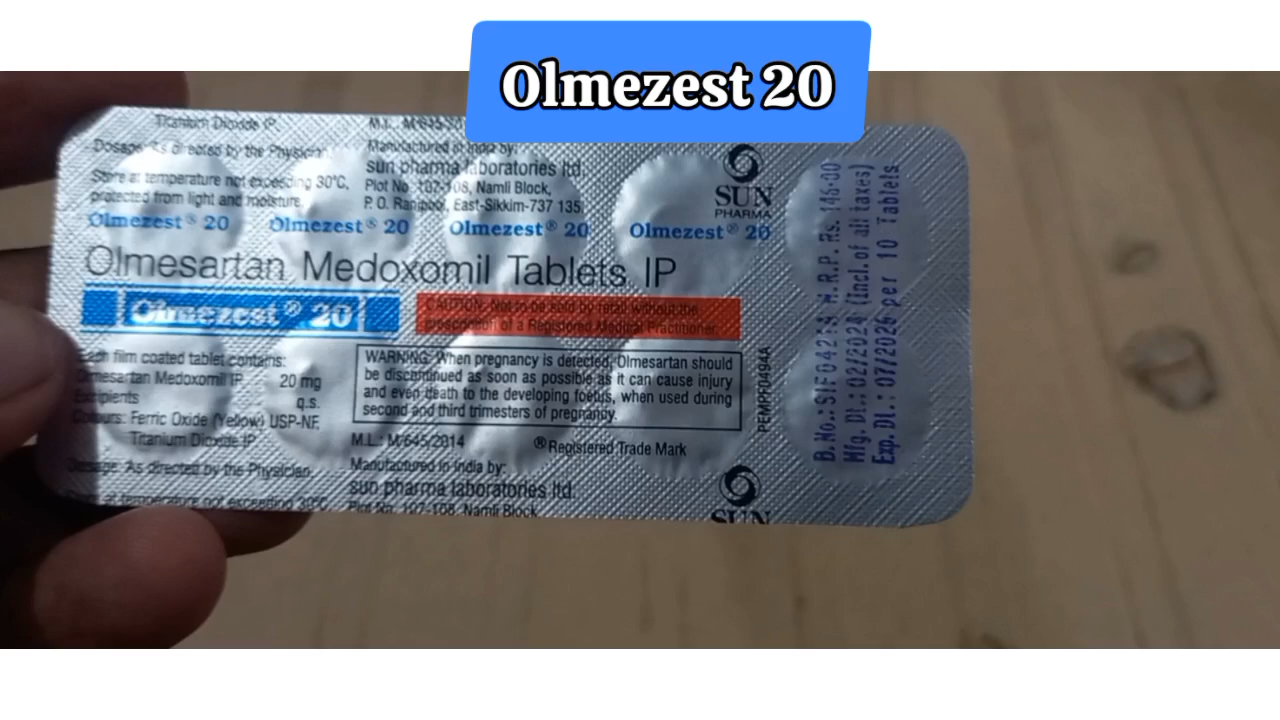 Olmezest 20
Titanium Dioxide IP.
Dosage: As directed by the Physician.
Store at temperature not exceeding 30°C,
protected from light and moisture.
Manufactured in India by:
sun pharma laboratories ltd.
Plot No. 107-108, Namli Block,
P. O. Ranipool, East-Sikkim-737 135
SUN
PHARMA
Olmezest® 20 Olmezest® 20 Olmezest® 20 Olmezest® 20
Olmesartan Medoxomil Tablets IP
Olmezest® 20
CAUTION: Not to be sold by retail without the
prescription of a Registered Medical Practitioner.
Each film coated tablet contains:
Olmesartan Medoxomil IP 20 mg
Excipients q.s.
Colours: Ferric Oxide (Yellow) USP-NF,
Titanium Dioxide IP
Dosage: As directed by the Physician.
at temperature not exceeding 30°C
WARNING: When pregnancy is detected, Olmesartan should
be discontinued as soon as possible as it can cause injury
and even death to the developing foetus, when used during
second and third trimesters of pregnancy.
M.L.: M/645/2014
®Registered Trade Mark
Manufactured in India by:
sun pharma laboratories ltd.
Plot No. 107-108, Namli Block
SUN
PEMPF0494A
B.No.:SIF0421A M.R.P. Rs. 146-00
Mfg. Dt.: 02/2024 (Incl. of all taxes)
Exp. Dt.: 07/2026 per 10 Tablets